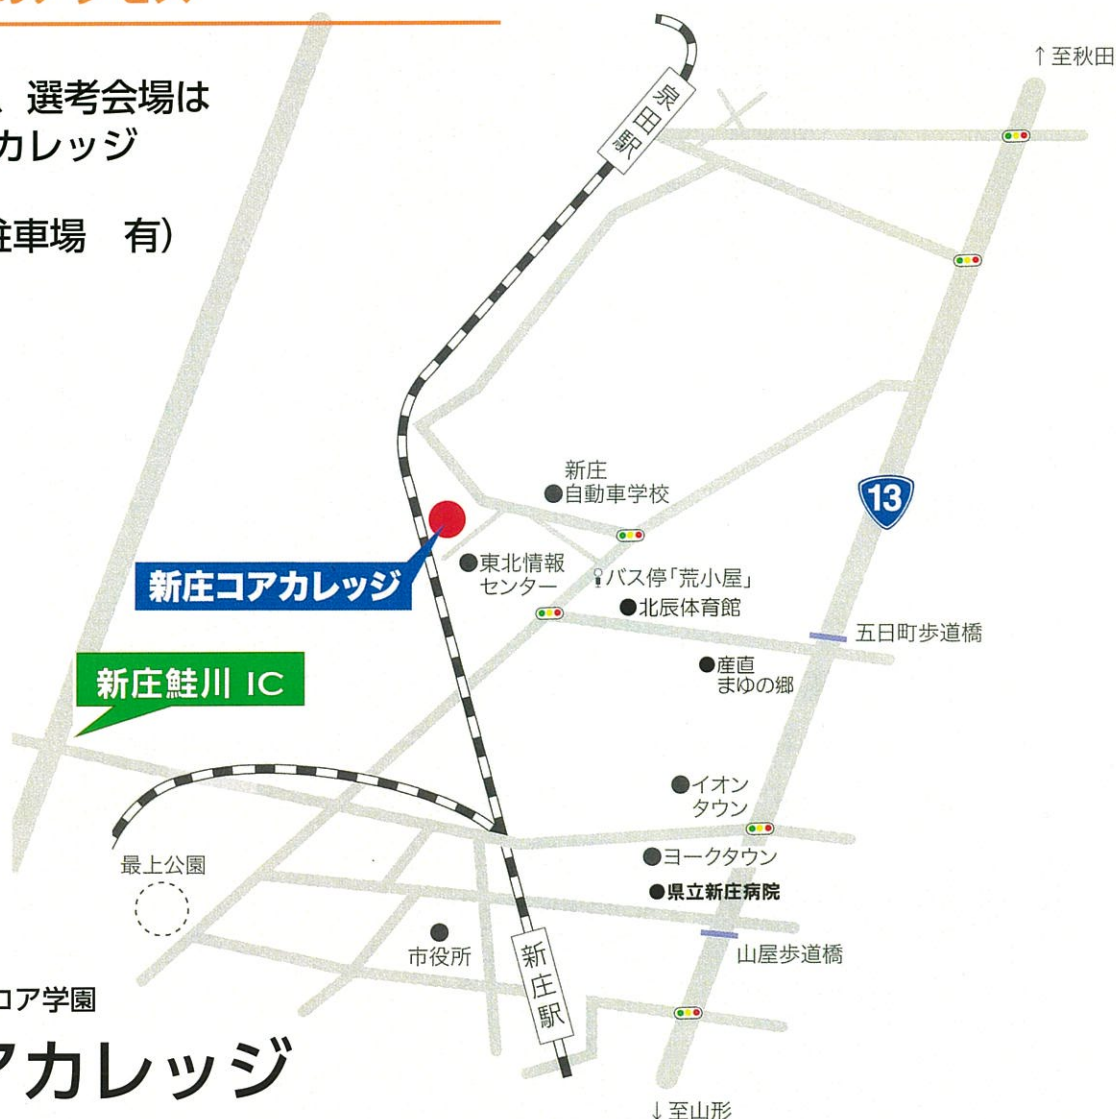 選考会場は
カレッジ
駐車場　有）
↑至秋田
泉田駅
13
新庄
自動車学校
東北情報
センター
バス停「荒小屋」
北辰体育館
新庄コアカレッジ
五日町歩道橋
産直
まゆの郷
新庄鮭川 IC
イオン
タウン
ヨークタウン
県立新庄病院
最上公園
市役所
山屋歩道橋
新庄駅
コア学園
アカレッジ
↓至山形